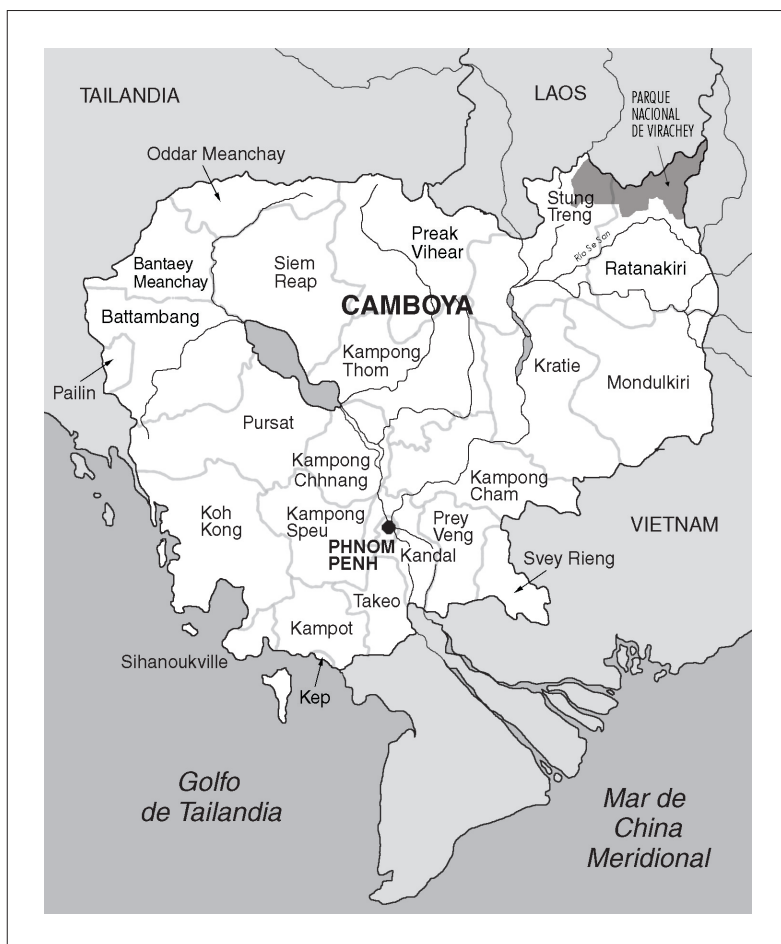 TAILANDIA
LAOS
PARQUE
NACIONAL
DE VIRACHEY
Oddar Meanchay
Stung
Treng
Preak
Vihear
Río Se San
Bantaey
Meanchay
Siem
Reap
Ratanakiri
CAMBOYA
Battambang
Kampong
Thom
Kratie
Mondulkiri
Pailin
Pursat
Kampong
Chhnang
Kampong
Cham
Koh
Kong
Kampong
Speu
Prey
Veng
VIETNAM
PHNOM
PENH
Kandal
Svey Rieng
Takeo
Kampot
Sihanoukville
Kep
Golfo
de Tailandia
Mar de
China
Meridional